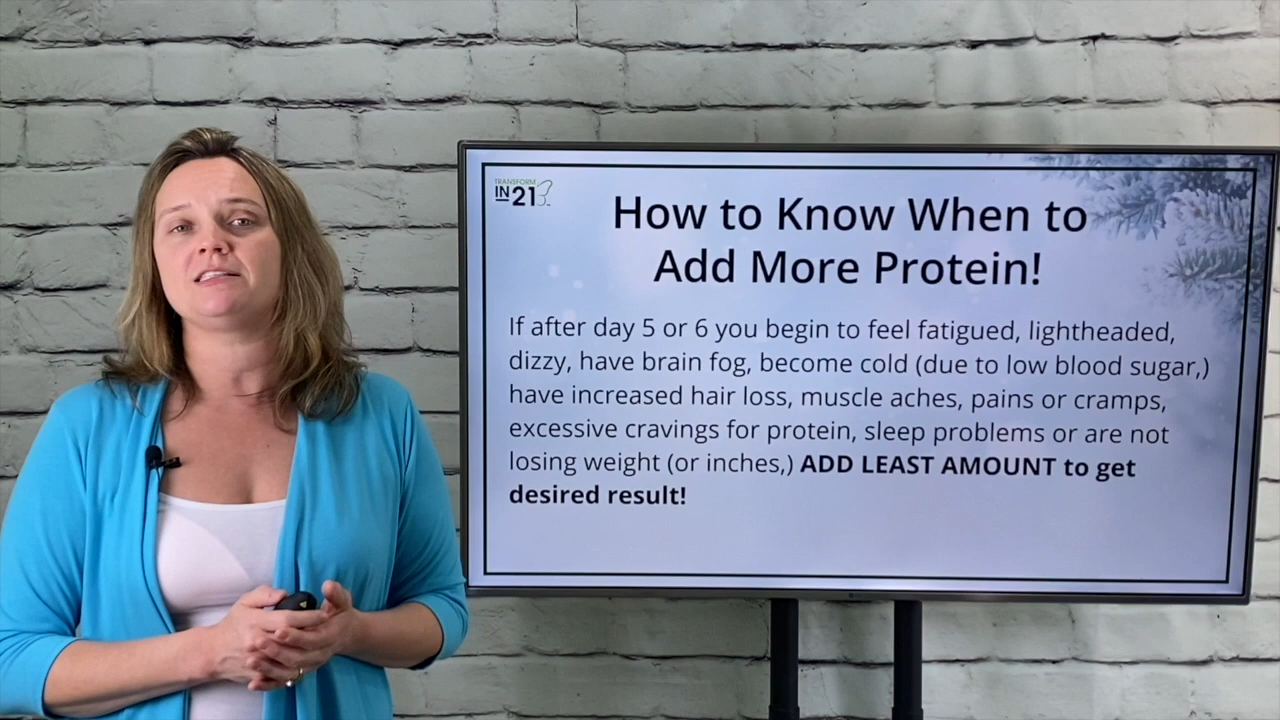 TRANSFORM
IN 21
How to Know When to
Add More Protein!
If after day 5 or 6 you begin to feel fatigued, lightheaded,
dizzy, have brain fog, become cold (due to low blood sugar,)
have increased hair loss, muscle aches, pains or cramps,
excessive cravings for protein, sleep problems or are not
losing weight (or inches,) ADD LEAST AMOUNT to get
desired result!